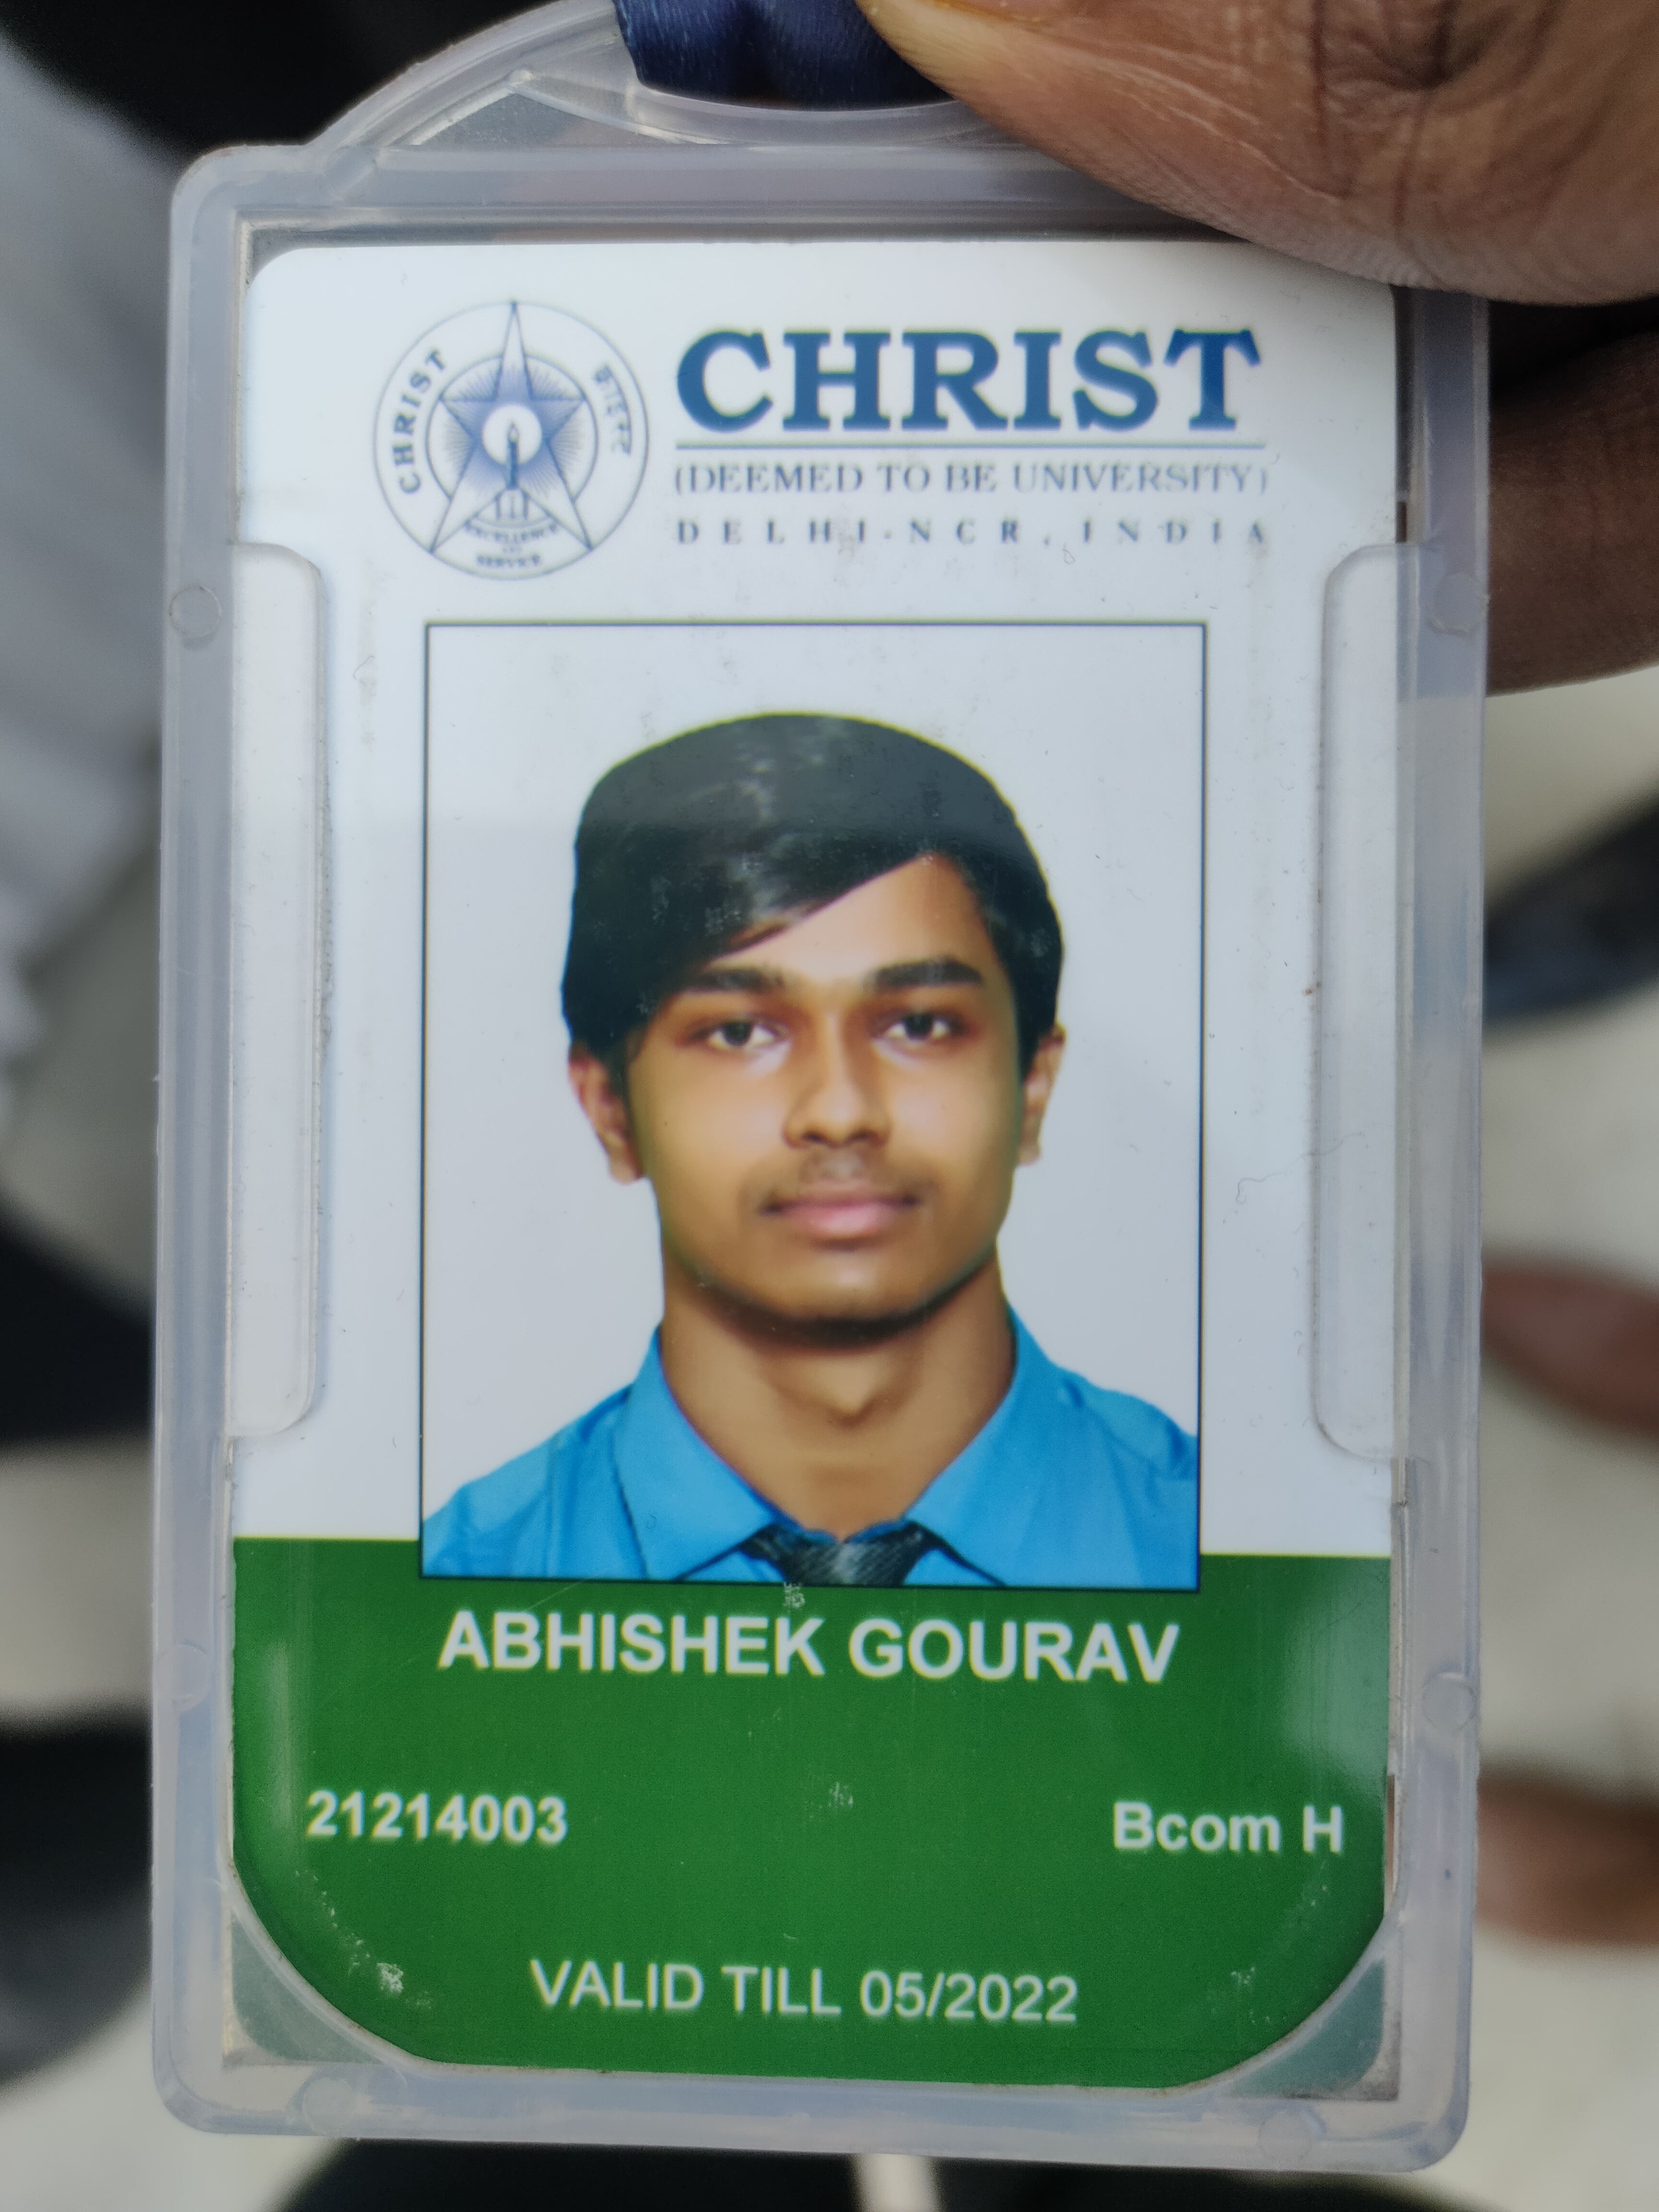 CHRIST
क्राइस्ट
EXCELLENCE
AND
SERVICE
CHRIST
(DEEMED TO BE UNIVERSITY)
DELHI-NCR, INDIA
ABHISHEK GOURAV
21214003 Bcom H
VALID TILL 05/2022